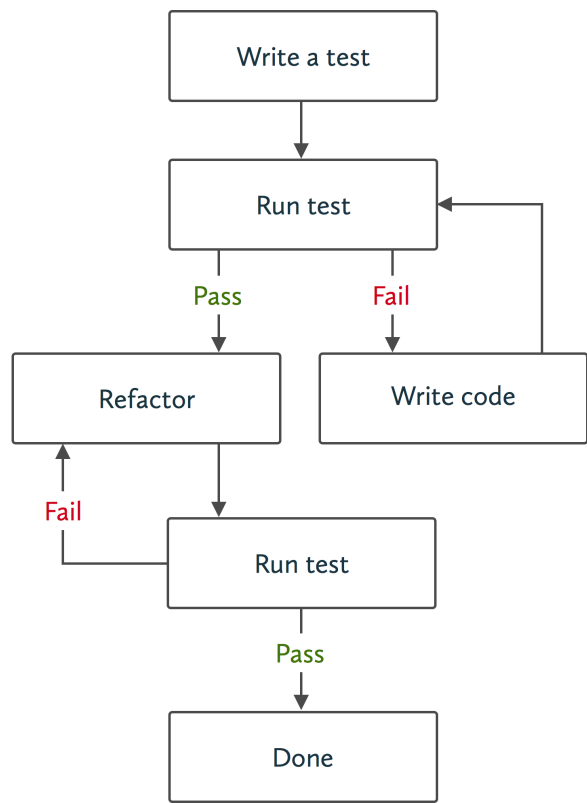 Write a test
Run test
Pass
Fail
Refactor
Write code
Fail
Run test
Pass
Done